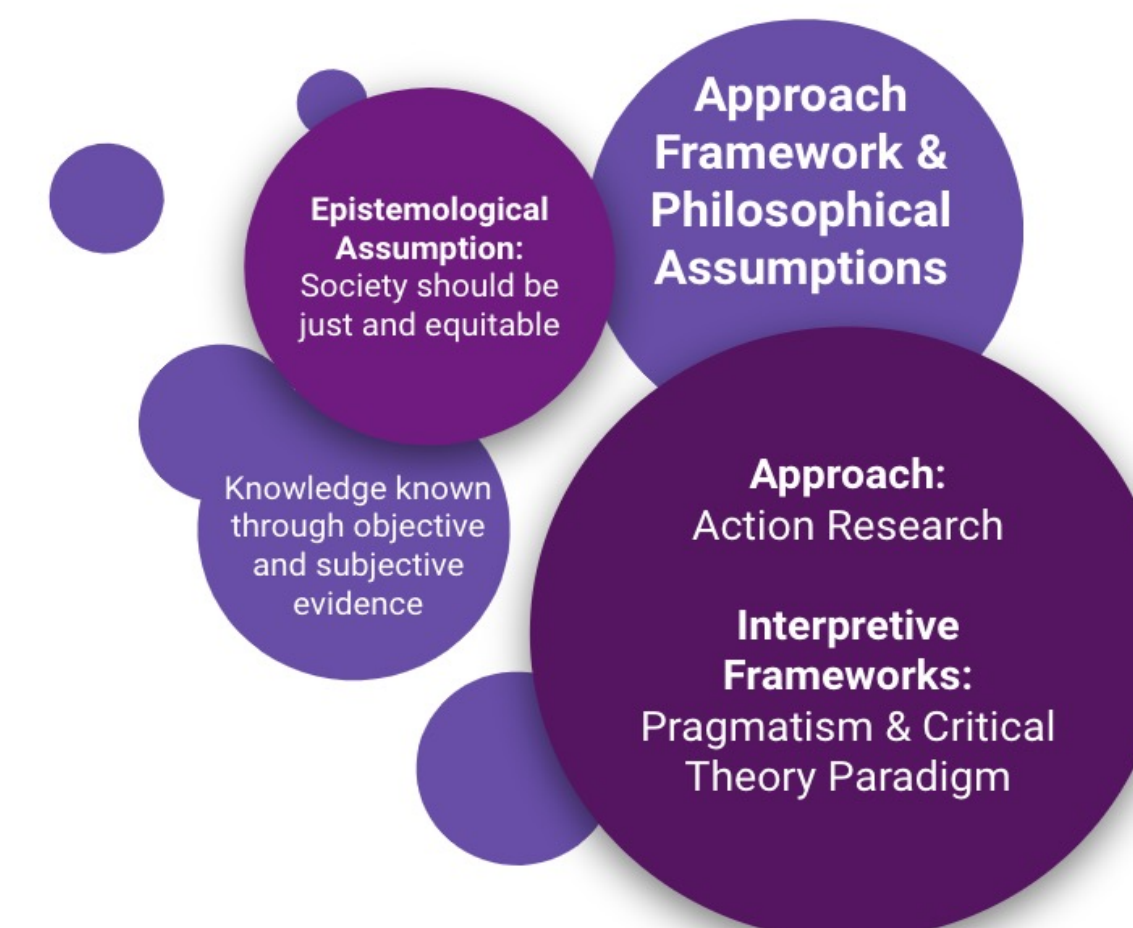 Approach
Framework &
Philosophical
Assumptions
Epistemological
Assumption:
Society should be
just and equitable
Knowledge known
through objective
and subjective
evidence
Approach:
Action Research
Interpretive
Frameworks:
Pragmatism & Critical
Theory Paradigm